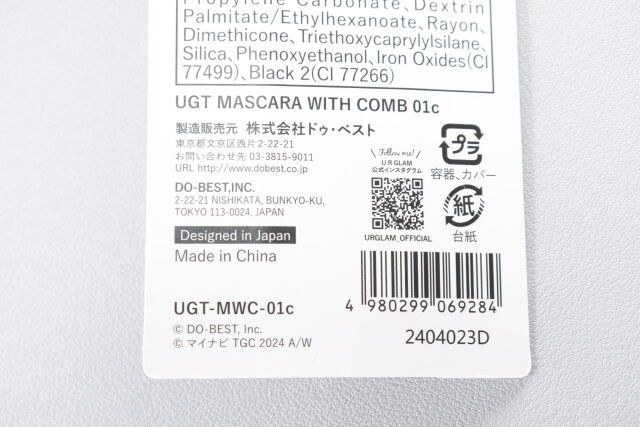 Propylene Carbonate, Dextrin
Palmitate/Ethylhexanoate, Rayon,
Dimethicone, Triethoxycaprylylsilane,
Silica, Phenoxyethanol, Iron Oxides(CI
77499), Black 2(CI 77266)
UGT MASCARA WITH COMB 01c
製造販売元 株式会社ドゥ・ベスト
東京都文京区西片2-22-21
お問い合わせ 03-3815-9011
URL http://www.dobest.co.jp
DO-BEST,INC.
2-22-21 NISHIKATA, BUNKYO-KU,
TOKYO 113-0024, JAPAN
Designed in Japan
Made in China
UGT-MWC-01c
© DO-BEST, Inc.
© マイナビ TGC 2024 A/W
Follow me!
U R GLAM
公式インスタグラム
URGLAM_OFFICIAL
プラ
容器、カバー
紙
台紙
4 980299 069284
2404023D